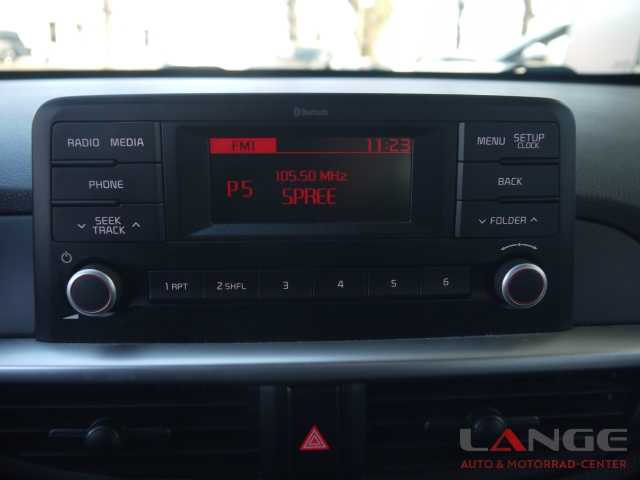 Bluetooth
RADIO MEDIA
FM1 11:23
MENU SETUP
CLOCK
PHONE
105.50 MHz
P5 SPREE
BACK
SEEK
TRACK
FOLDER
1 RPT 2 SHFL 3 4 5 6
LANGE
AUTO & MOTORRAD-CENTER